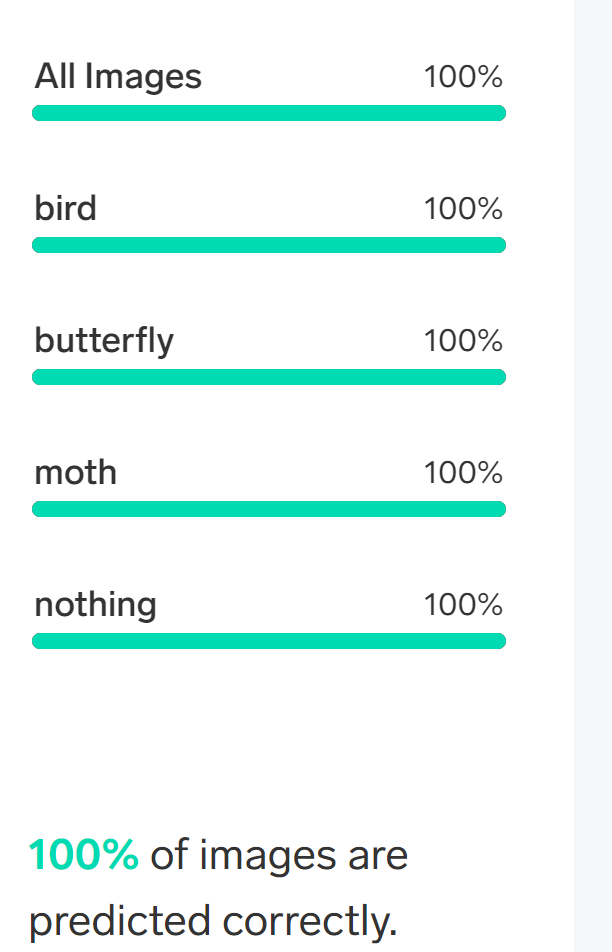 All Images 100%
bird 100%
butterfly 100%
moth 100%
nothing 100%
100% of images are
predicted correctly.